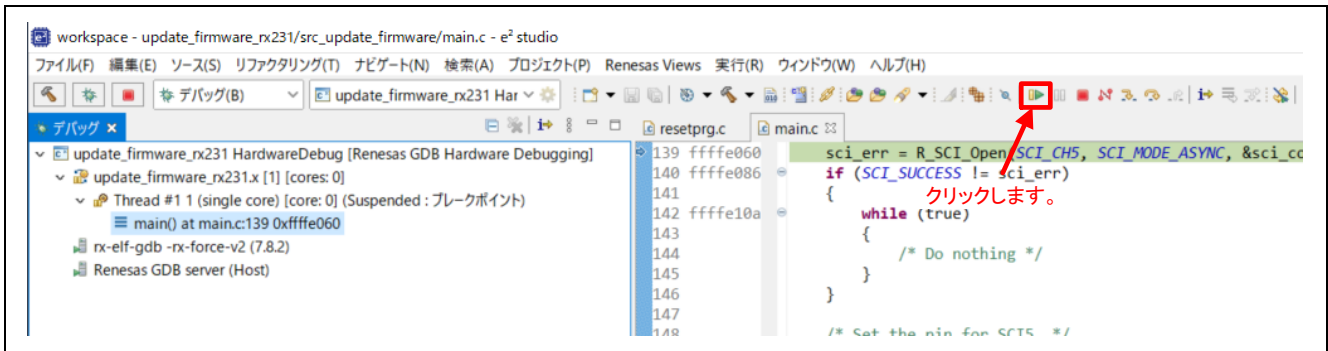 workspace - update_firmware_rx231/src_update_firmware/main.c - e² studio
ファイル(F) 編集(E) ソース(S) リファクタリング(T) ナビゲート(N) 検索(A) プロジェクト(P) Renesas Views 実行(R) ウィンドウ(W) ヘルプ(H)
デバッグ(B) update_firmware_rx231 Har
デバッグ
resetprg.c main.c
update_firmware_rx231 HardwareDebug [Renesas GDB Hardware Debugging]
update_firmware_rx231.x [1] [cores: 0]
Thread #1 1 (single core) [core: 0] (Suspended : ブレークポイント)
main() at main.c:139 0xffffe060
rx-elf-gdb -rx-force-v2 (7.8.2)
Renesas GDB server (Host)
139 ffffe060 sci_err = R_SCI_Open(SCI_CH5, SCI_MODE_ASYNC, &sci_co
140 ffffe086 if (SCI_SUCCESS != sci_err)
141 {
クリックします。
142 ffffe10a while (true)
143 {
144 /* Do nothing */
145 }
146 }
147
148 /* Set the pin for SCI5 */